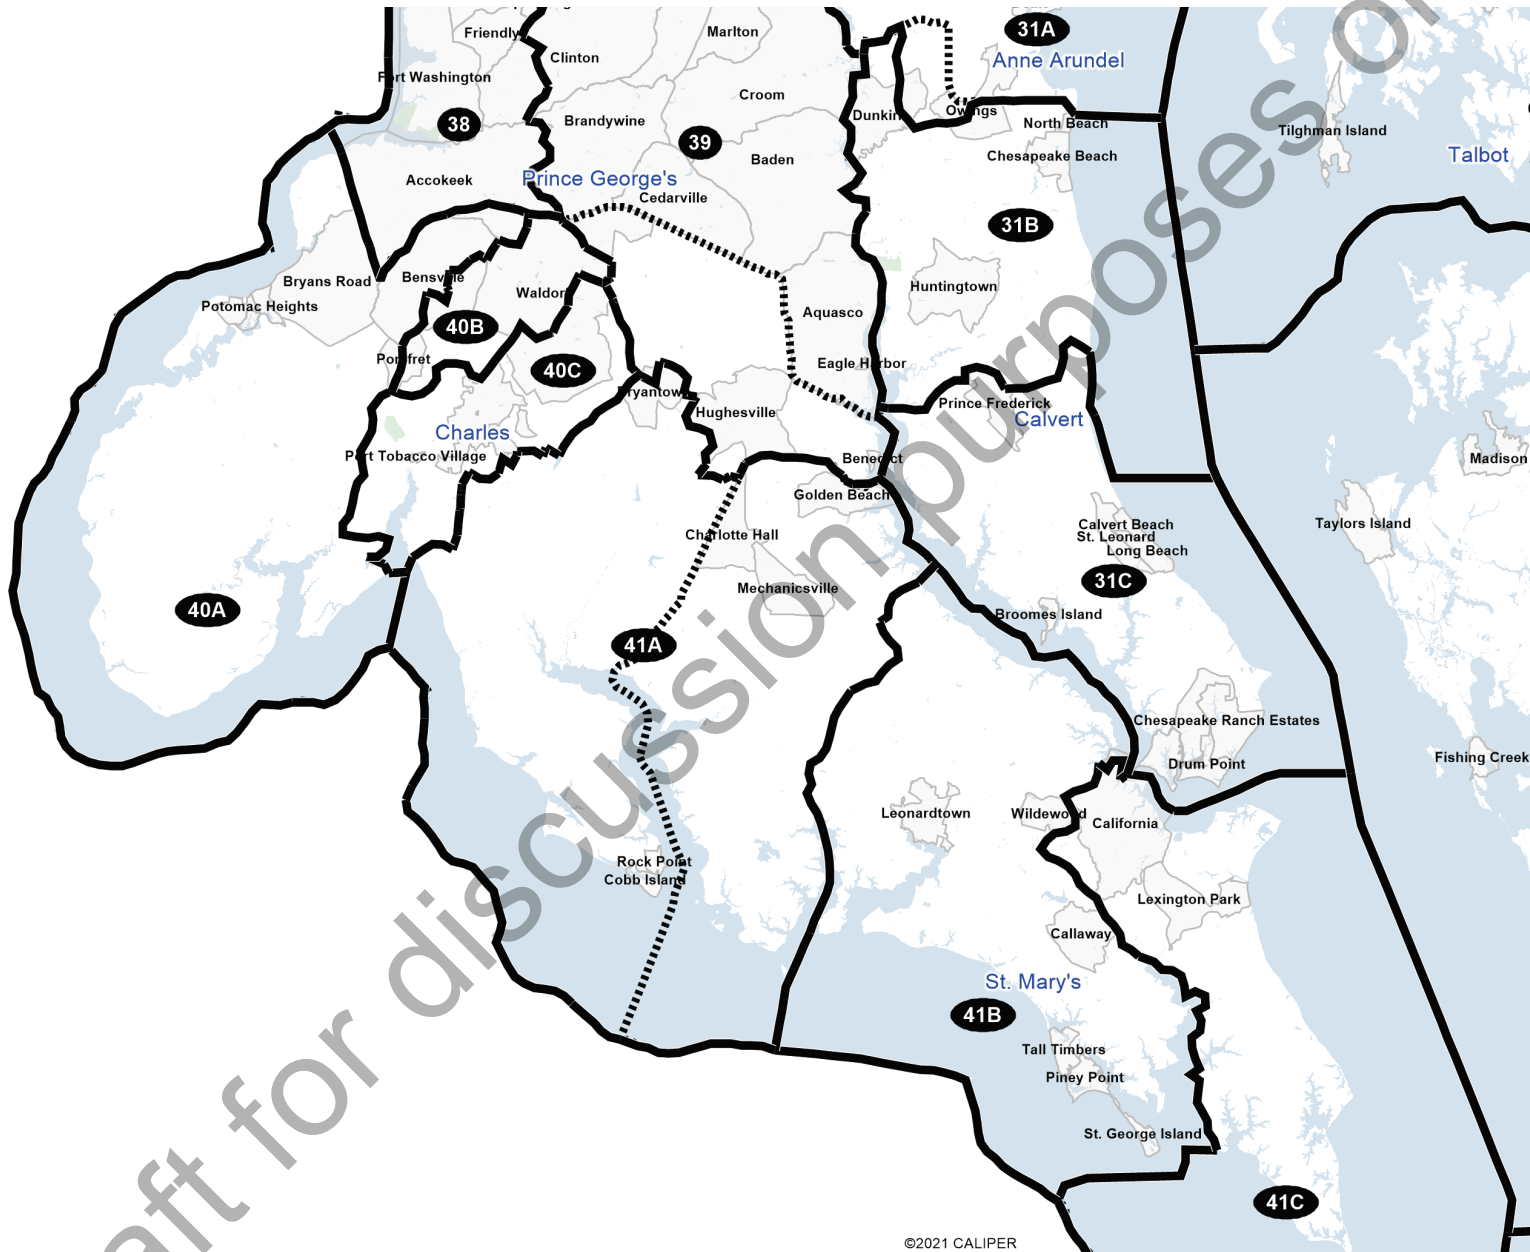 31A
Friendly
Marlton
Clinton
Anne Arundel
Fort Washington
Croom
Owings
Dunkin
38
Brandywine
39
North Beach
Tilghman Island
Baden
Chesapeake Beach
Talbot
Accokeek
Prince George's
Cedarville
31B
Bryans Road
Bensville
Waldorf
Huntingtown
Potomac Heights
Aquasco
40B
Pomfret
40C
Eagle Harbor
Bryantown
Prince Frederick
Hughesville
Calvert
Charles
Port Tobacco Village
Benedict
Madison
Golden Beach
Calvert Beach
Taylors Island
Charlotte Hall
St. Leonard
Long Beach
Mechanicsville
31C
40A
Broomes Island
41A
Chesapeake Ranch Estates
Drum Point
Fishing Creek
Leonardtown
Wildewood
California
Rock Point
Cobb Island
Lexington Park
Callaway
St. Mary's
41B
Tall Timbers
Piney Point
St. George Island
41C
©2021 CALIPER
aft for discussion purposes o